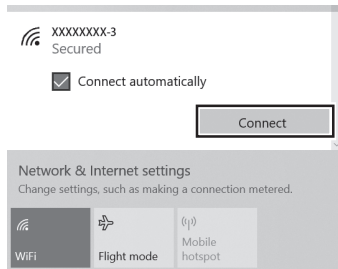 XXXXXXXX-3
Secured
Connect automatically
Connect
Network & Internet settings
Change settings, such as making a connection metered.
WiFi
Flight mode
Mobile
hotspot